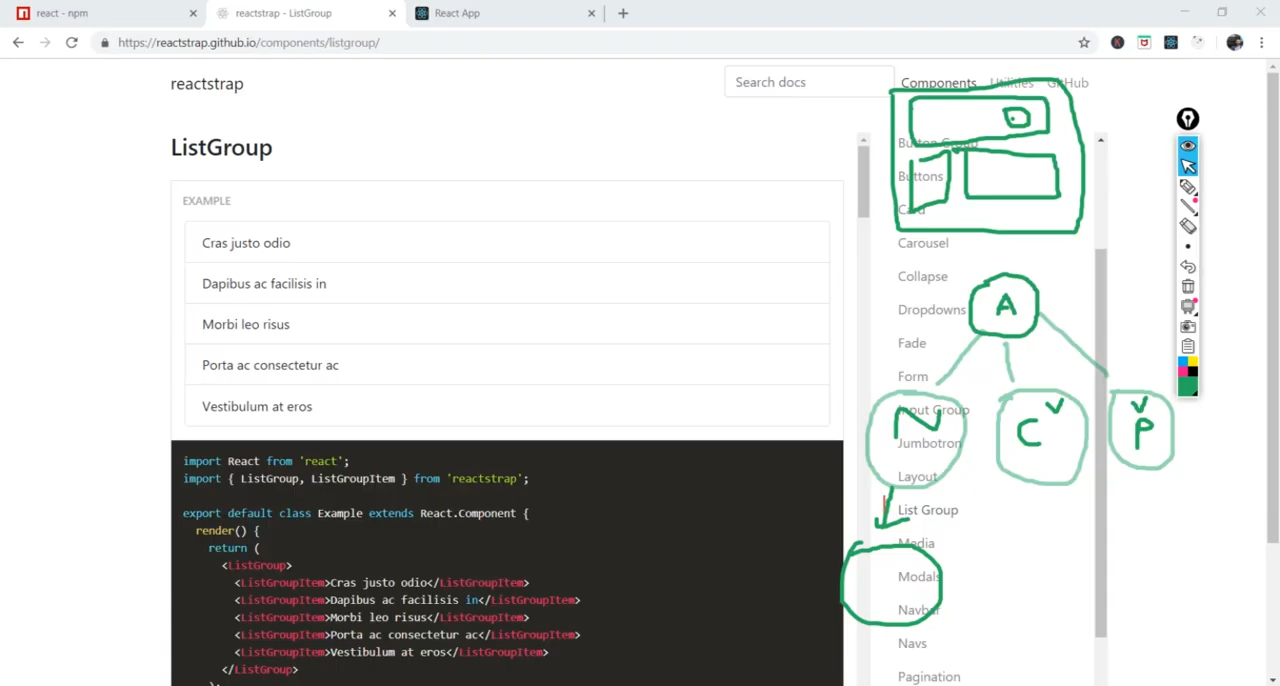 react - npm
reactstrap - ListGroup
React App
https://reactstrap.github.io/components/listgroup/
reactstrap
Search docs
Components
Utilities
GitHub
ListGroup
EXAMPLE
Cras justo odio
Dapibus ac facilisis in
Morbi leo risus
Porta ac consectetur ac
Vestibulum at eros
import React from 'react';
import { ListGroup, ListGroupItem } from 'reactstrap';
export default class Example extends React.Component {
render() {
return (
<ListGroup>
<ListGroupItem>Cras justo odio</ListGroupItem>
<ListGroupItem>Dapibus ac facilisis in</ListGroupItem>
<ListGroupItem>Morbi leo risus</ListGroupItem>
<ListGroupItem>Porta ac consectetur ac</ListGroupItem>
<ListGroupItem>Vestibulum at eros</ListGroupItem>
</ListGroup>
);
Button Group
Buttons
Card
Carousel
Collapse
Dropdowns
Fade
Form
Input Group
Jumbotron
Layout
List Group
Media
Modals
Navbar
Navs
Pagination
A
N
C v
v
P